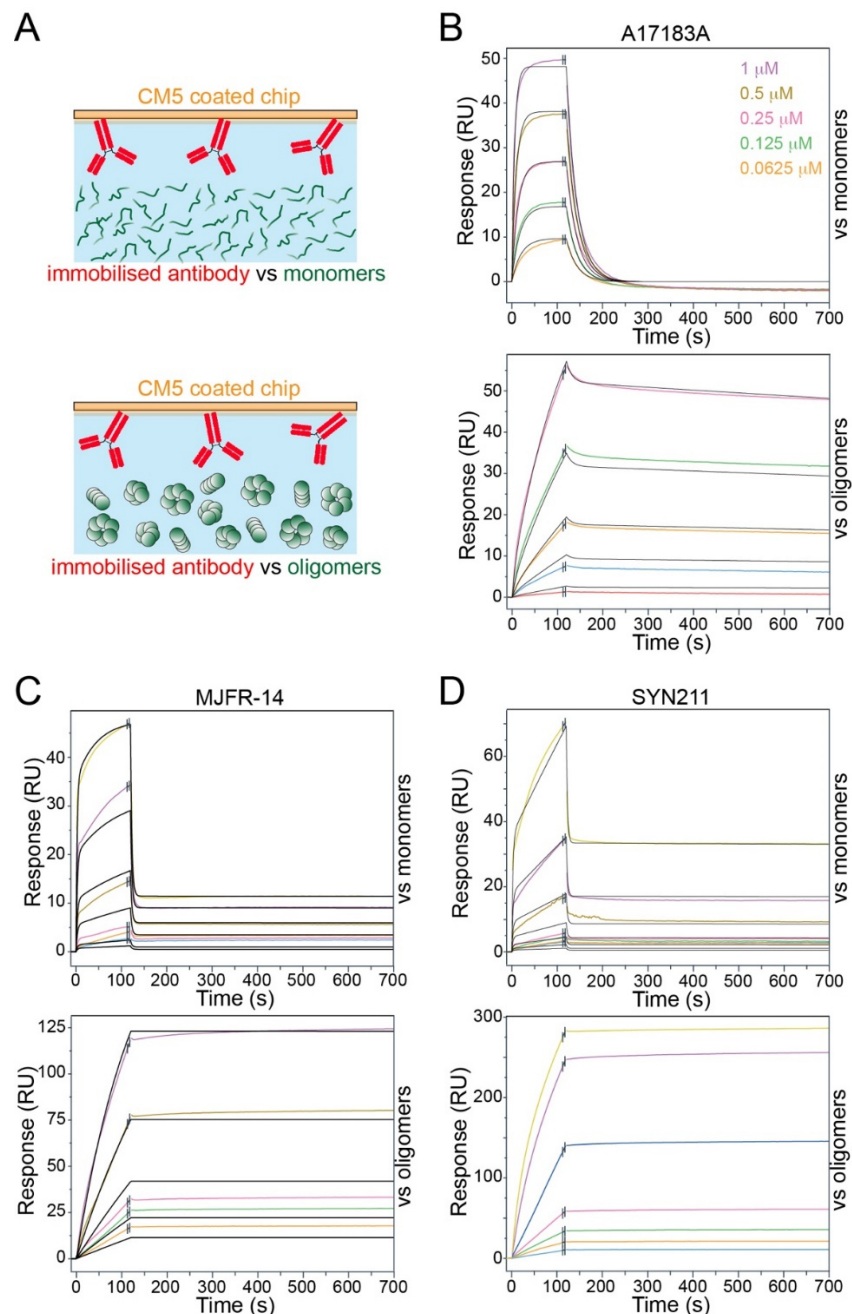 A
CM5 coated chip
immobilised antibody vs monomers
CM5 coated chip
immobilised antibody vs oligomers
B
A17183A
Response (RU)
50
40
30
20
10
0
1 μM
0.5 μM
0.25 μM
0.125 μM
0.0625 μM
0 100 200 300 400 500 600 700
Time (s)
vs monomers
Response (RU)
50
40
30
20
10
0
0 100 200 300 400 500 600 700
Time (s)
vs oligomers
C
MJFR-14
Response (RU)
40
30
20
10
0
0 100 200 300 400 500 600 700
Time (s)
vs monomers
Response (RU)
125
100
75
50
25
0
0 100 200 300 400 500 600 700
Time (s)
vs oligomers
D
SYN211
Response (RU)
60
40
20
0
0 100 200 300 400 500 600 700
Time (s)
vs monomers
Response (RU)
300
250
100
50
0
0 100 200 300 400 500 600 700
Time (s)
vs oligomers